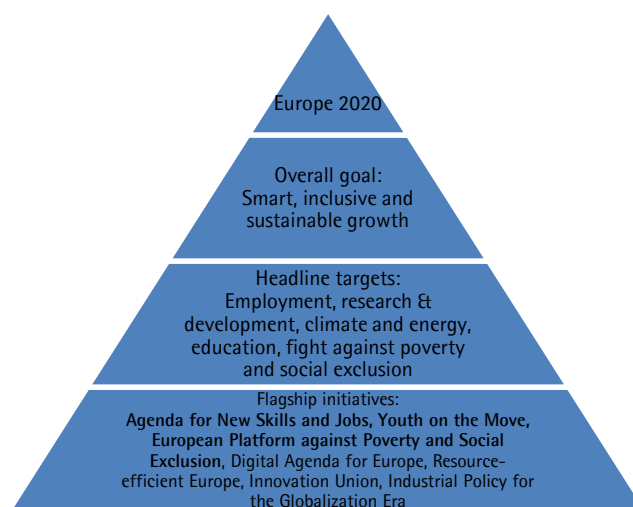 Europe 2020
Overall goal:
Smart, inclusive and
sustainable growth
Headline targets:
Employment, research &
development, climate and energy,
education, fight against poverty
and social exclusion
Flagship initiatives:
Agenda for New Skills and Jobs, Youth on the Move,
European Platform against Poverty and Social
Exclusion, Digital Agenda for Europe, Resource-
efficient Europe, Innovation Union, Industrial Policy for
the Globalization Era